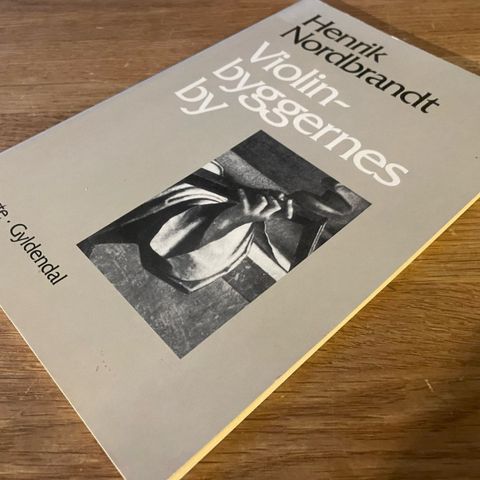 Henrik
Nordbrandt
Violin-
byggernes
by
· Gyldendal